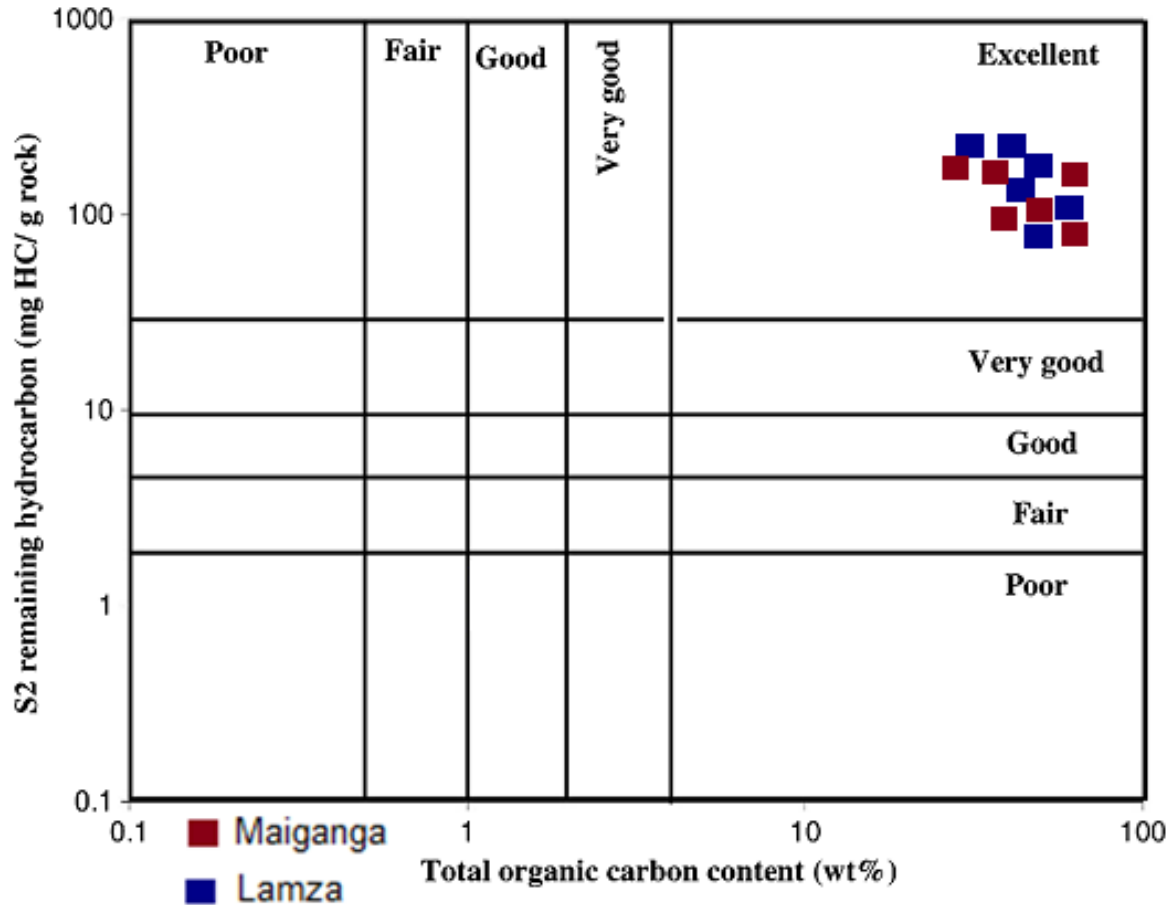 1000
Poor
Fair
Good
Very good
Excellent
100
Very good
10
Good
Fair
Poor
1
0.1
0.1
1
10
100
S2 remaining hydrocarbon (mg HC/ g rock)
Total organic carbon content (wt%)
Maiganga
Lamza